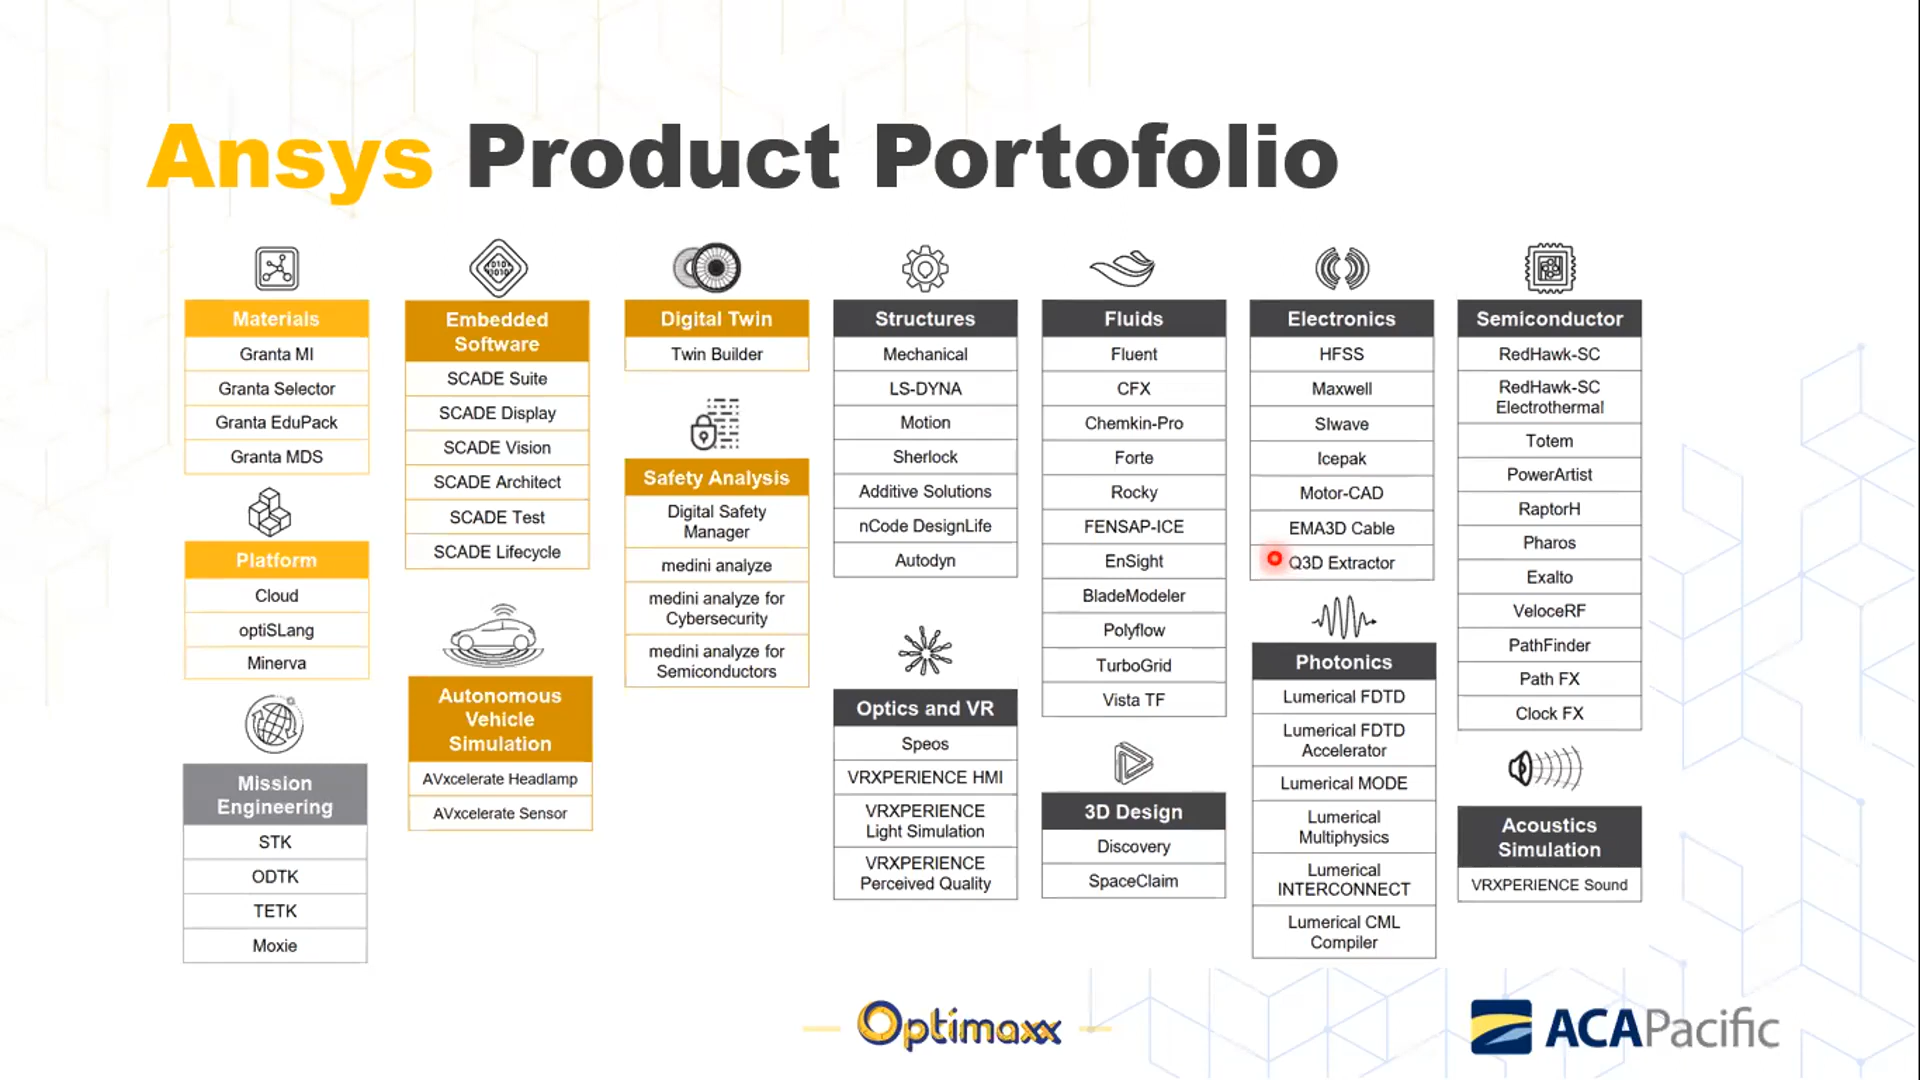 Ansys Product Portofolio
Materials
Granta MI
Granta Selector
Granta EduPack
Granta MDS
Platform
Cloud
optiSLang
Minerva
Mission
Engineering
STK
ODTK
TETK
Moxie
Embedded
Software
SCADE Suite
SCADE Display
SCADE Vision
SCADE Architect
SCADE Test
SCADE Lifecycle
Autonomous
Vehicle
Simulation
AVxcelerate Headlamp
AVxcelerate Sensor
Digital Twin
Twin Builder
Safety Analysis
Digital Safety
Manager
medini analyze
medini analyze for
Cybersecurity
medini analyze for
Semiconductors
Structures
Mechanical
LS-DYNA
Motion
Sherlock
Additive Solutions
nCode DesignLife
Autodyn
Optics and VR
Speos
VRXPERIENCE HMI
VRXPERIENCE
Light Simulation
VRXPERIENCE
Perceived Quality
Fluids
Fluent
CFX
Chemkin-Pro
Forte
Rocky
FENSAP-ICE
EnSight
BladeModeler
Polyflow
TurboGrid
Vista TF
3D Design
Discovery
SpaceClaim
Electronics
HFSS
Maxwell
SIwave
Icepak
Motor-CAD
EMA3D Cable
Q3D Extractor
Photonics
Lumerical FDTD
Lumerical FDTD
Accelerator
Lumerical MODE
Lumerical
Multiphysics
Lumerical
INTERCONNECT
Lumerical CML
Compiler
Semiconductor
RedHawk-SC
RedHawk-SC
Electrothermal
Totem
PowerArtist
RaptorH
Pharos
Exalto
VeloceRF
PathFinder
Path FX
Clock FX
Acoustics
Simulation
VRXPERIENCE Sound
Optimaxx
ACAPacific